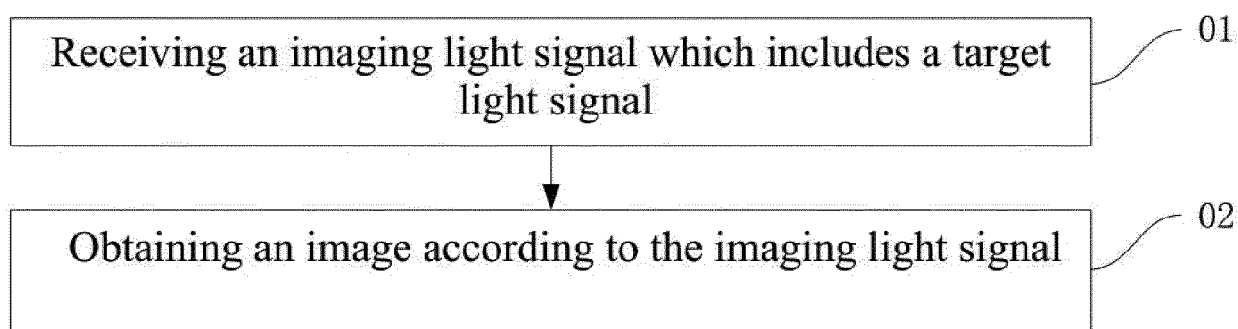 Receiving an imaging light signal which includes a target
light signal
01
Obtaining an image according to the imaging light signal
02